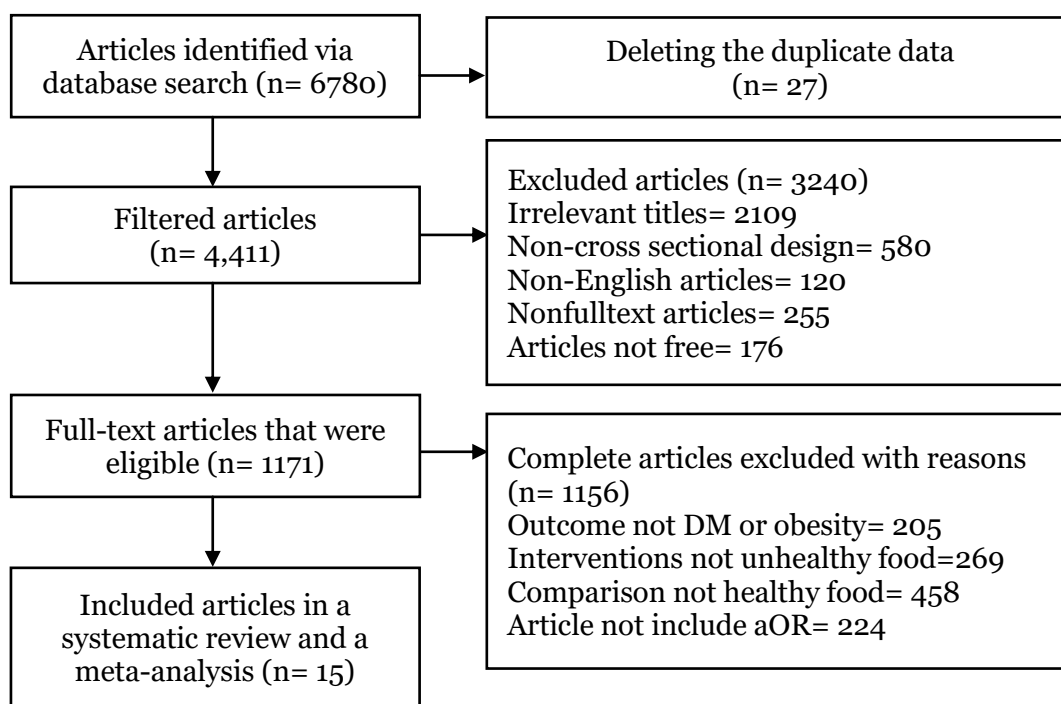 Articles identified via
database search (n= 6780)
Deleting the duplicate data
(n= 27)
Filtered articles
(n= 4,411)
Excluded articles (n= 3240)
Irrelevant titles= 2109
Non-cross sectional design= 580
Non-English articles= 120
Nonfulltext articles= 255
Articles not free= 176
Full-text articles that were
eligible (n= 1171)
Complete articles excluded with reasons
(n= 1156)
Outcome not DM or obesity= 205
Interventions not unhealthy food=269
Comparison not healthy food= 458
Article not include aOR= 224
Included articles in a
systematic review and a
meta-analysis (n= 15)